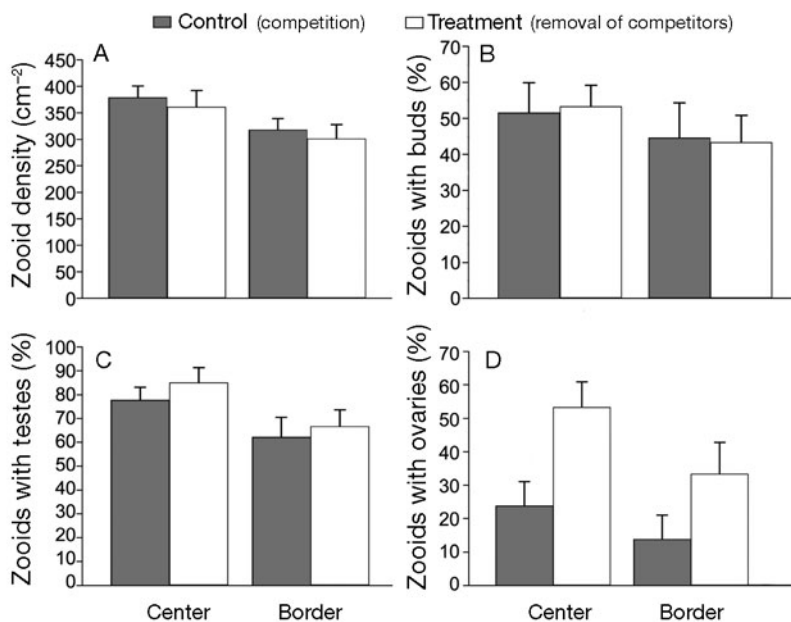 Control (competition)
Treatment (removal of competitors)
A
Zooid density (cm⁻²)
450
400
350
300
250
300
150
100
50
0
B
Zooids with buds (%)
70
60
50
40
30
20
10
0
C
Zooids with testes (%)
100
90
80
70
60
50
40
30
20
10
0
Center
Border
D
Zooids with ovaries (%)
70
60
50
40
30
20
10
0
Center
Border